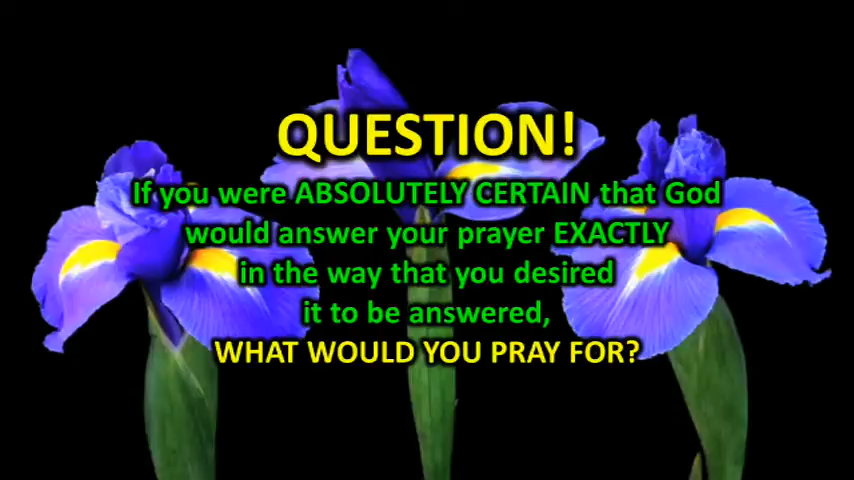 QUESTION!
If you were ABSOLUTELY CERTAIN that God
would answer your prayer EXACTLY
in the way that you desired
it to be answered,
WHAT WOULD YOU PRAY FOR?